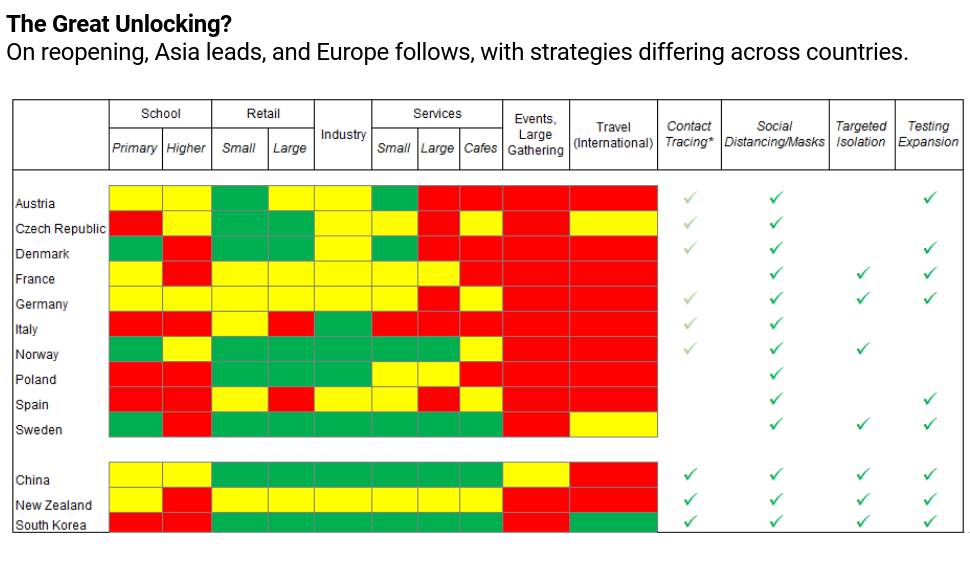 The Great Unlocking?
On reopening, Asia leads, and Europe follows, with strategies differing across countries.
School
Retail
Industry
Services
Events, Large Gathering
Travel (International)
Contact Tracing*
Social Distancing/Masks
Targeted Isolation
Testing Expansion
Primary Higher Small Large Small Large Cafes
Austria ✓ ✓ ✓
Czech Republic ✓ ✓
Denmark ✓ ✓ ✓
France ✓ ✓ ✓
Germany ✓ ✓ ✓ ✓
Italy ✓ ✓
Norway ✓ ✓ ✓
Poland ✓
Spain ✓ ✓
Sweden ✓ ✓ ✓
China ✓ ✓ ✓ ✓
New Zealand ✓ ✓ ✓ ✓
South Korea ✓ ✓ ✓ ✓